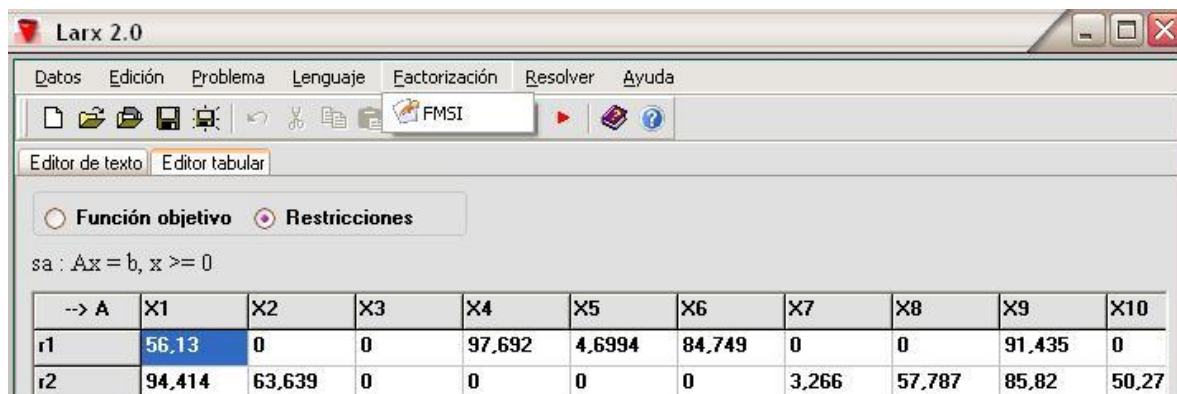 Larx 2.0
Datos Edición Problema Lenguaje Factorización Resolver Ayuda
FMSI
Editor de texto Editor tabular
Función objetivo Restricciones
sa : Ax = b, x >= 0
--> A X1 X2 X3 X4 X5 X6 X7 X8 X9 X10
r1 56,13 0 0 97,692 4,6994 84,749 0 0 91,435 0
r2 94,414 63,639 0 0 0 0 3,266 57,787 85,82 50,27